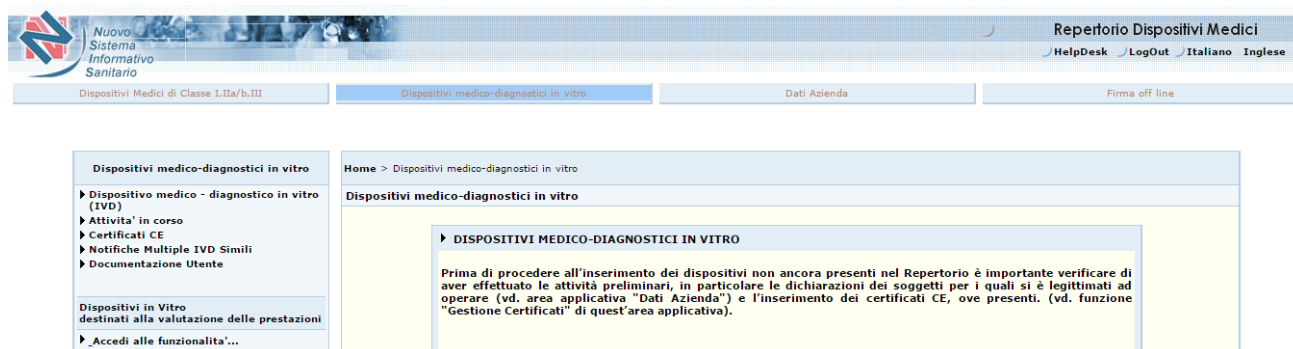 Nuovo
Sistema
Informativo
Sanitario
Repertorio Dispositivi Medici
HelpDesk LogOut Italiano Inglese
Dispositivi Medici di Classe I,IIa/b,III
Dispositivi medico-diagnostici in vitro
Dati Azienda
Firma off line
Dispositivi medico-diagnostici in vitro
Dispositivo medico - diagnostico in vitro
(IVD)
Attivita' in corso
Certificati CE
Notifiche Multiple IVD Simili
Documentazione Utente
Dispositivi in Vitro
destinati alla valutazione delle prestazioni
Accedi alle funzionalita'...
Home > Dispositivi medico-diagnostici in vitro
Dispositivi medico-diagnostici in vitro
DISPOSITIVI MEDICO-DIAGNOSTICI IN VITRO
Prima di procedere all'inserimento dei dispositivi non ancora presenti nel Repertorio è importante verificare di
aver effettuato le attività preliminari, in particolare le dichiarazioni dei soggetti per i quali si è legittimati ad
operare (vd. area applicativa "Dati Azienda") e l'inserimento dei certificati CE, ove presenti. (vd. funzione
"Gestione Certificati" di quest'area applicativa).